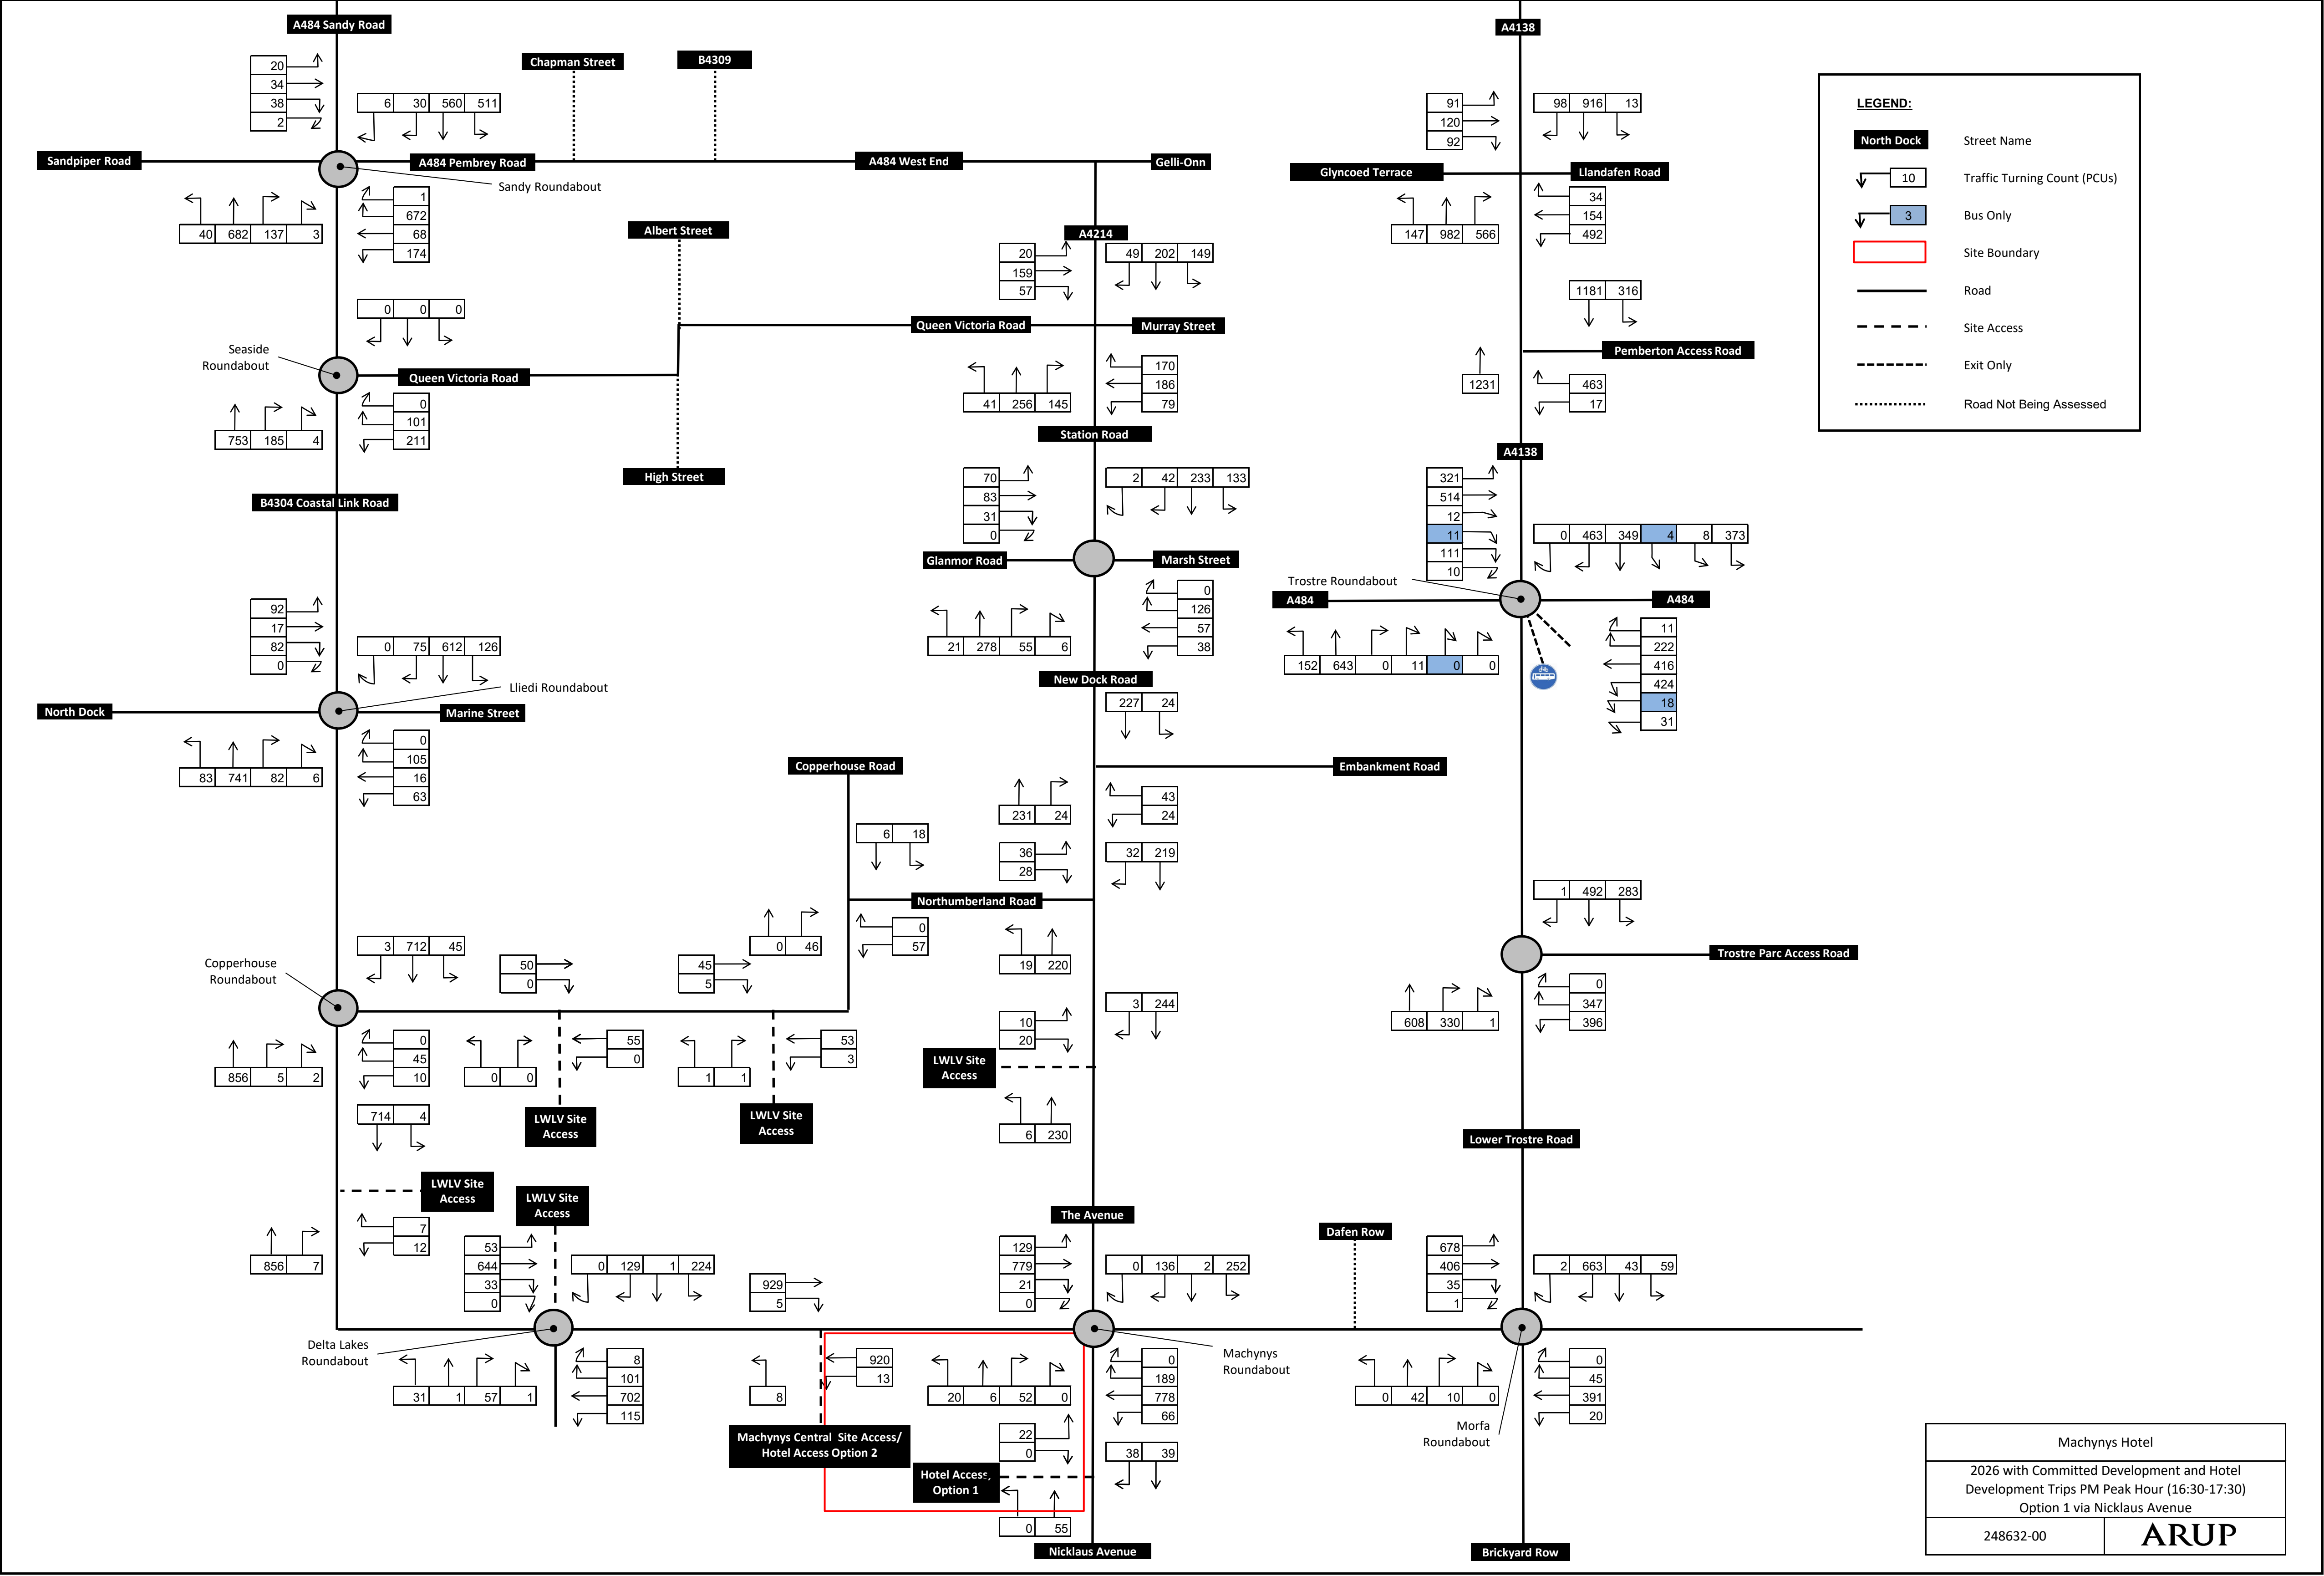 A484 Sandy Road
A4138
20
34
38
2
6 30 560 511
Chapman Street
B4309
91
120
92
98 916 13
LEGEND:
North Dock Street Name
10 Traffic Turning Count (PCUs)
3 Bus Only
Site Boundary
Road
Site Access
Exit Only
Road Not Being Assessed
Sandpiper Road
A484 Pembrey Road
A484 West End
Gelli-Onn
Sandy Roundabout
Glyncoed Terrace
Llandafen Road
40 682 137 3
1
672
68
174
147 982 566
34
154
492
Albert Street
A4214
20
159
57
49 202 149
1181 316
0 0 0
Queen Victoria Road
Murray Street
Seaside
Roundabout
Queen Victoria Road
Pemberton Access Road
753 185 4
0
101
211
41 256 145
170
186
79
1231
463
17
High Street
Station Road
A4138
B4304 Coastal Link Road
70
83
31
0
2 42 233 133
321
514
12
11
111
10
0 463 349 4 8 373
Glanmor Road
Marsh Street
Trostre Roundabout
A484
A484
21 278 55 6
0
126
57
38
152 643 0 11 0 0
11
222
416
424
18
31
92
17
82
0
0 75 612 126
Lliedi Roundabout
New Dock Road
227 24
North Dock
Marine Street
83 741 82 6
0
105
16
63
Copperhouse Road
Embankment Road
231 24
43
24
6 18
36
28
32 219
Northumberland Road
0 46
0
57
19 220
1 492 283
Copperhouse
Roundabout
3 712 45
50
0
45
5
Trostre Parc Access Road
856 5 2
0
45
10
0 0
55
0
1 1
53
3
10
20
3 244
LWLV Site
Access
608 330 1
0
347
396
714 4
LWLV Site
Access
LWLV Site
Access
6 230
Lower Trostre Road
LWLV Site
Access
LWLV Site
Access
856 7
7
12
53
644
33
0
0 129 1 224
929
5
The Avenue
129
779
21
0
0 136 2 252
Dafen Row
678
406
35
1
2 663 43 59
Delta Lakes
Roundabout
31 1 57 1
8
101
702
115
8
920
13
20 6 52 0
0
189
778
66
Machynys
Roundabout
0 42 10 0
0
45
391
20
Morfa
Roundabout
Machynys Central Site Access/
Hotel Access Option 2
22
0
38 39
Hotel Access,
Option 1
0 55
Nicklaus Avenue
Brickyard Row
Machynys Hotel
2026 with Committed Development and Hotel
Development Trips PM Peak Hour (16:30-17:30)
Option 1 via Nicklaus Avenue
248632-00
ARUP